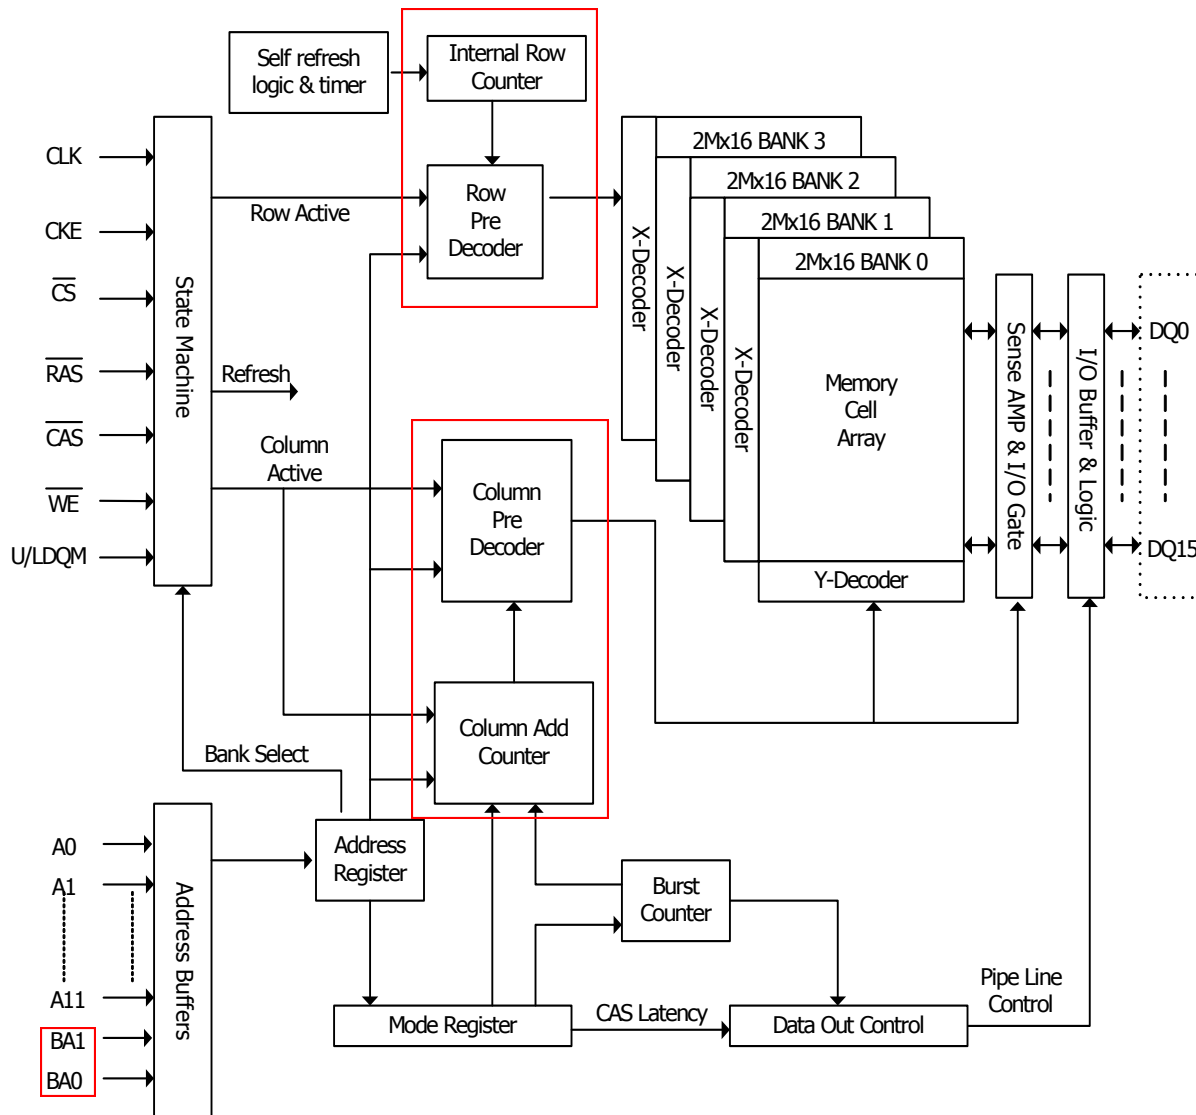 Self refresh
logic & timer
Internal Row
Counter
CLK
CKE
CS
RAS
CAS
WE
U/LDQM
State Machine
Row Active
Refresh
Column
Active
Row
Pre
Decoder
Column
Pre
Decoder
Column Add
Counter
2Mx16 BANK 3
2Mx16 BANK 2
2Mx16 BANK 1
2Mx16 BANK 0
X-Decoder
X-Decoder
X-Decoder
X-Decoder
Memory
Cell
Array
Y-Decoder
Sense AMP & I/O Gate
I/O Buffer & Logic
DQ0
DQ15
Bank Select
A0
A1
A11
BA1
BA0
Address Buffers
Address
Register
Burst
Counter
Mode Register
CAS Latency
Data Out Control
Pipe Line
Control